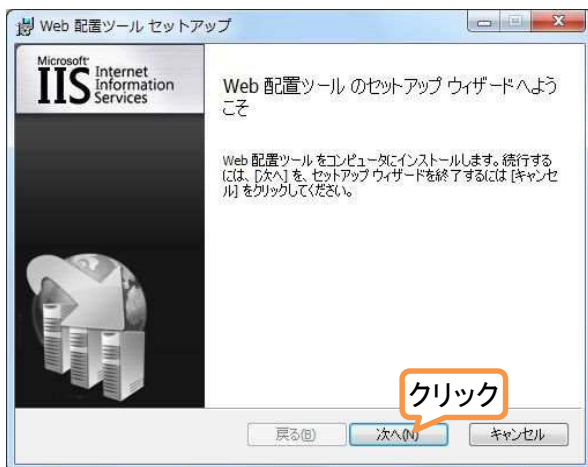 Web 配置ツール セットアップ
Microsoft
IIS Internet
Information
Services
Web 配置ツール のセットアップ ウィザードへよう
こそ
Web 配置ツール をコンピュータにインストールします。続行する
には、[次へ] を、セットアップ ウィザードを終了するには [キャンセ
ル] をクリックしてください。
クリック
戻る(B) 次へ(N) キャンセル